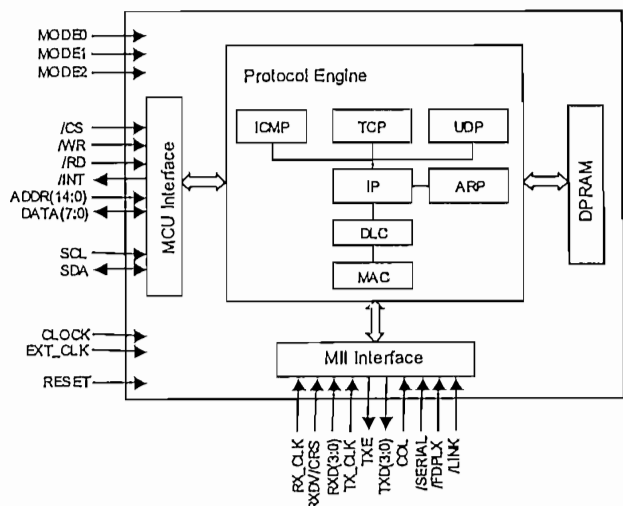 MODE0
MODE1
MODE2
Protocol Engine
ICMP
TCP
UDP
IP
ARP
DLC
MAC
/CS
/WR
/RD
/INT
ADDR(14:0)
DATA(7:0)
SCL
SDA
MCU Interface
DPRAM
CLOCK
EXT_CLK
RESET
MII Interface
RX_CLK
RXDV/CRS
RXD(3:0)
TX_CLK
TXE
TXD(3:0)
COL
/SERIAL
/FDPLX
/LINK